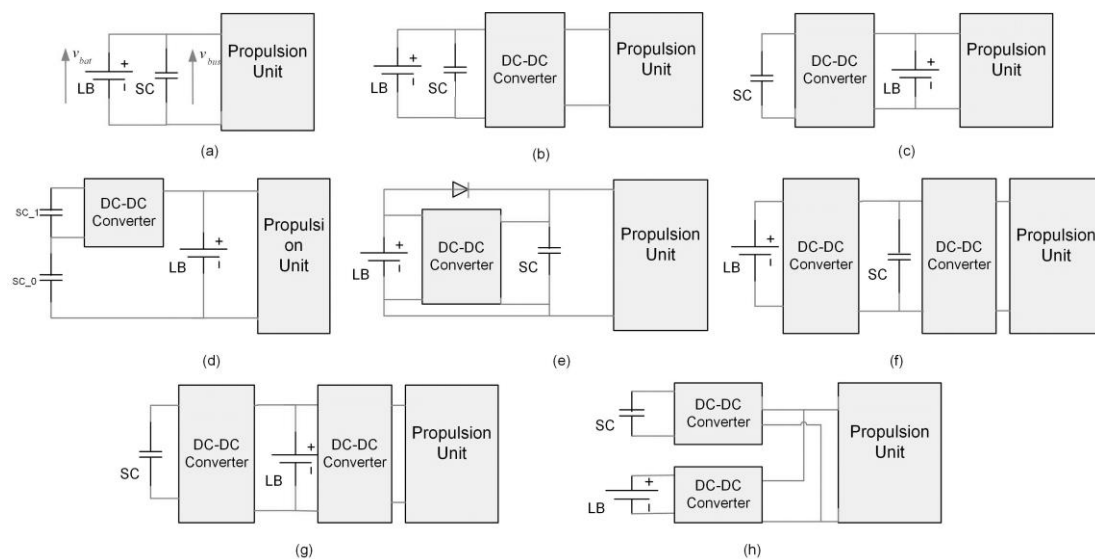 v_bat
+
LB
SC
v_bus
Propulsion
Unit
(a)
+
LB
SC
DC-DC
Converter
Propulsion
Unit
(b)
SC
DC-DC
Converter
+
LB
Propulsion
Unit
(c)
SC_1
SC_0
DC-DC
Converter
LB
+
Propulsi
on Unit
(d)
LB
+
DC-DC
Converter
SC
Propulsion
Unit
(e)
LB
+
DC-DC
Converter
SC
DC-DC
Converter
Propulsion
Unit
(f)
SC
DC-DC
Converter
+
LB
DC-DC
Converter
Propulsion
Unit
(g)
SC
DC-DC
Converter
LB
+
DC-DC
Converter
Propulsion
Unit
(h)